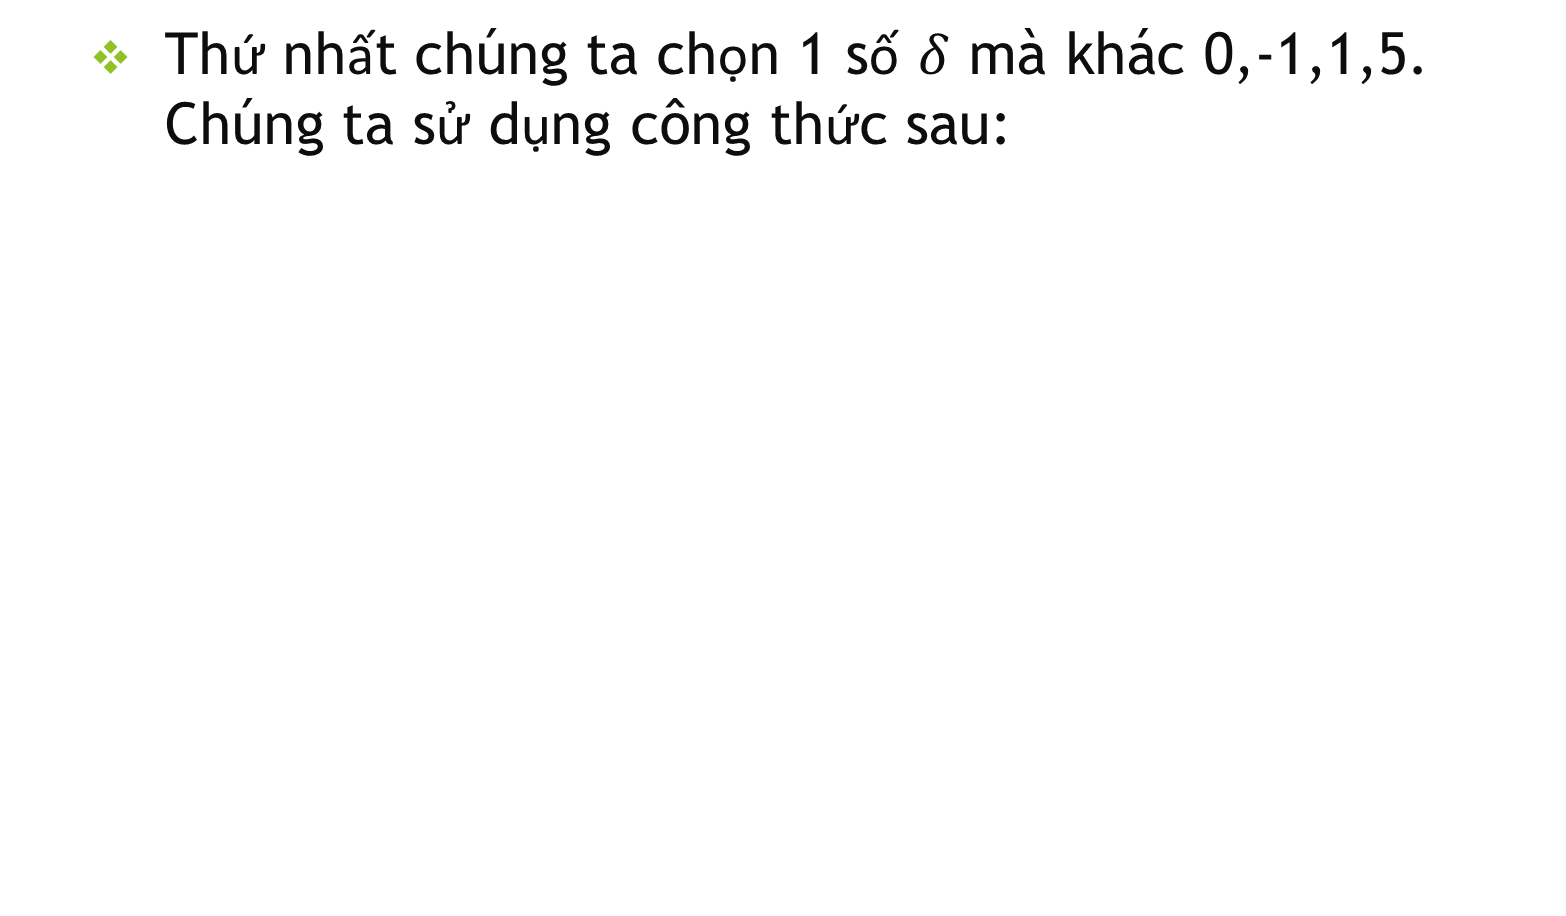 ❖ Thứ nhất chúng ta chọn 1 số δ mà khác 0,-1,1,5.
Chúng ta sử dụng công thức sau: